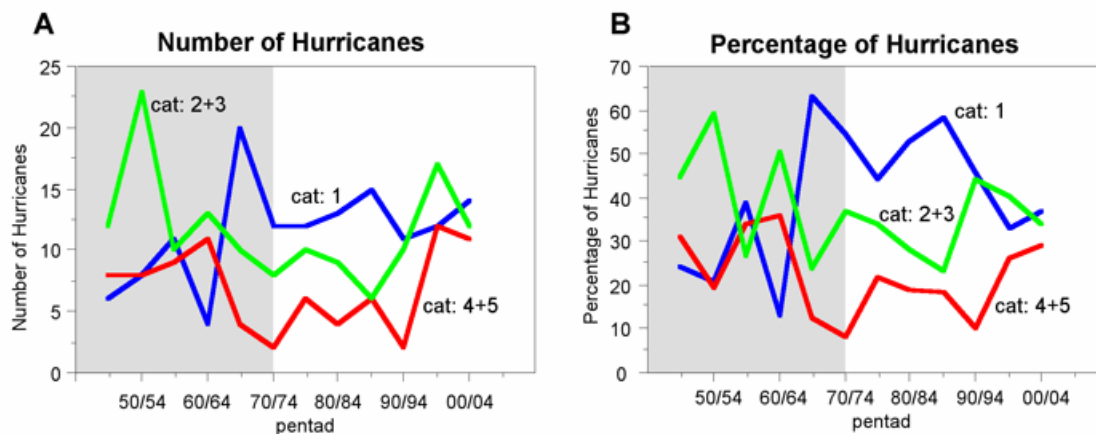 A
Number of Hurricanes
Number of Hurricanes
25
20
15
10
5
0
cat: 2+3
cat: 1
cat: 4+5
50/54 60/64 70/74 80/84 90/94 00/04
pentad
B
Percentage of Hurricanes
Percentage of Hurricanes
70
60
50
40
30
20
10
0
cat: 1
cat: 2+3
cat: 4+5
50/54 60/64 70/74 80/84 90/94 00/04
pentad